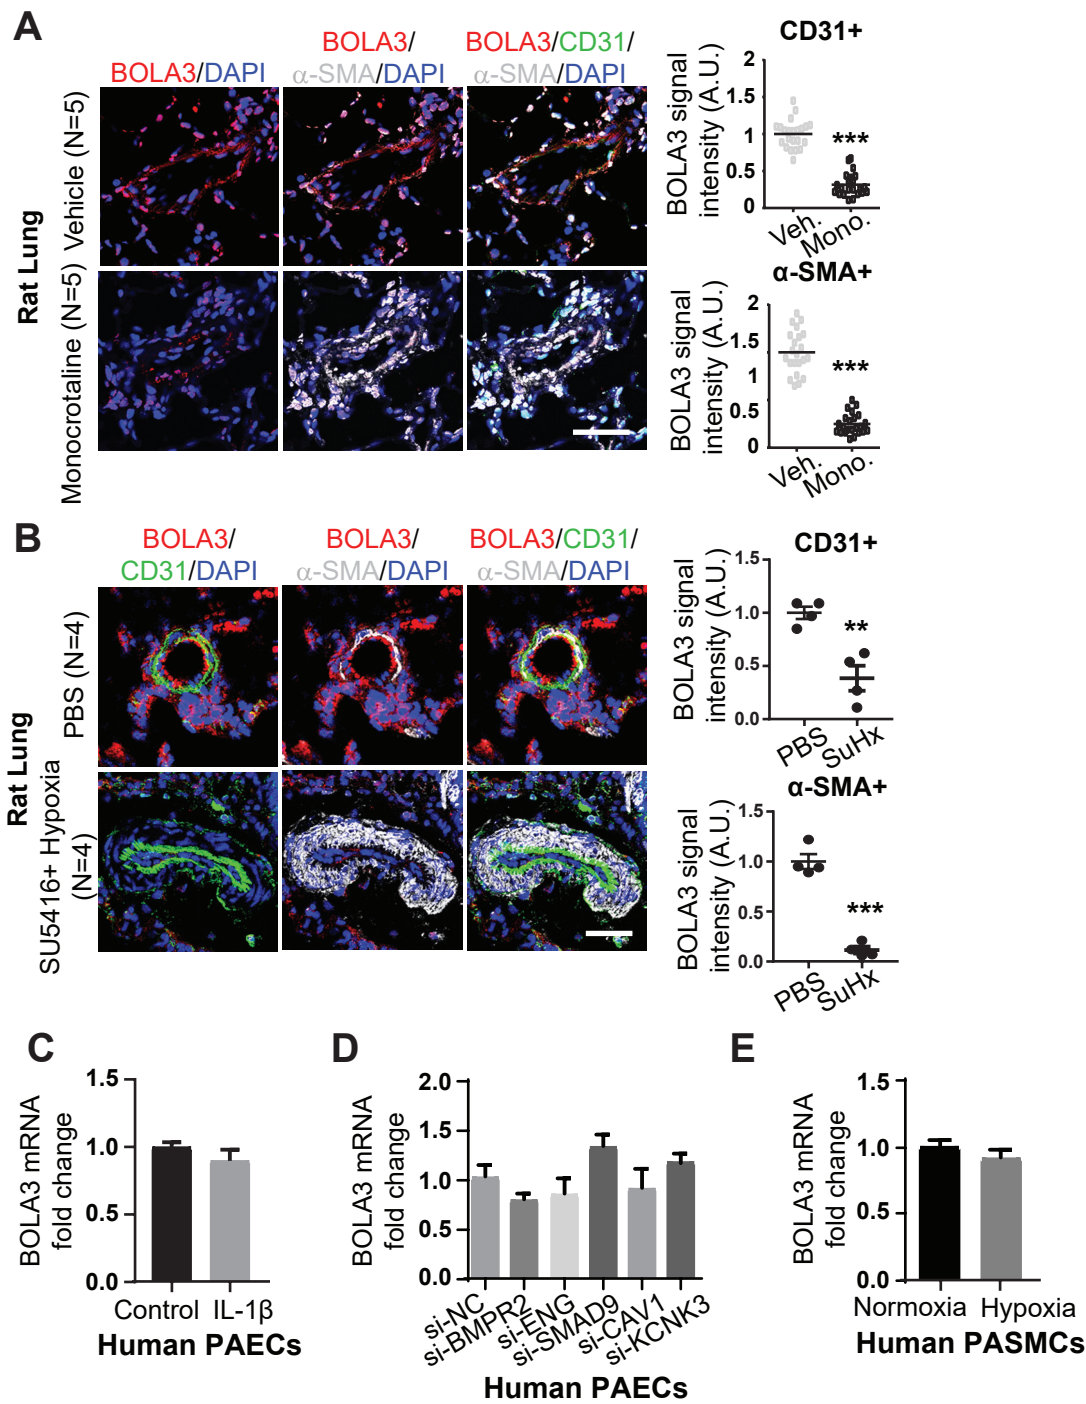 A
BOLA3/DAPI
BOLA3/
α-SMA/DAPI
BOLA3/CD31/
α-SMA/DAPI
Rat Lung
Vehicle (N=5)
Monocrotaline (N=5)
CD31+
BOLA3 signal
intensity (A.U.)
2
1.5
1
0.5
0
***
Veh.
Mono.
α-SMA+
BOLA3 signal
intensity (A.U.)
2
1.5
1
0.5
0
***
Veh.
Mono.
B
BOLA3/
CD31/DAPI
BOLA3/
α-SMA/DAPI
BOLA3/CD31/
α-SMA/DAPI
Rat Lung
PBS (N=4)
SU5416+ Hypoxia
(N=4)
CD31+
BOLA3 signal
intensity (A.U.)
1.5
1.0
0.5
0.0
**
PBS
SuHx
α-SMA+
BOLA3 signal
intensity (A.U.)
1.5
1.0
0.5
0.0
***
PBS
SuHx
C
BOLA3 mRNA
fold change
1.5
1.0
0.5
0.0
Control
IL-1β
Human PAECs
D
BOLA3 mRNA
fold change
2.0
1.5
1.0
0.5
0.0
si-NC
si-BMPR2
si-ENG
si-SMAD9
si-CAV1
si-KCNK3
Human PAECs
E
BOLA3 mRNA
fold change
1.5
1.0
0.5
0.0
Normoxia
Hypoxia
Human PASMCs